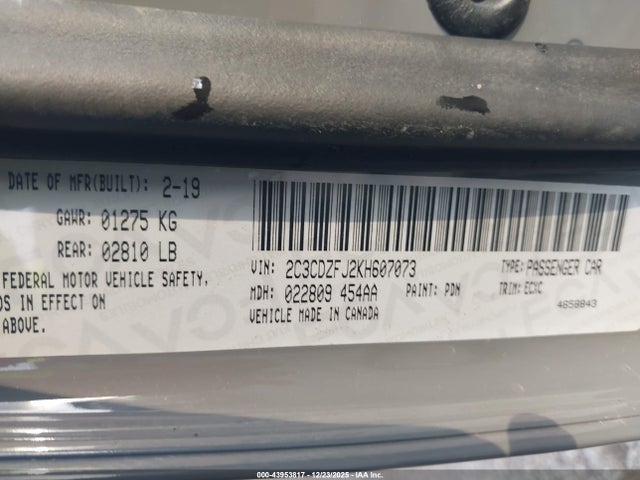 DATE OF MFR(BUILT): 2-19
GAWR: 01275 KG
REAR: 02810 LB
FEDERAL MOTOR VEHICLE SAFETY,
DS IN EFFECT ON
ABOVE.
VIN: 2C3CDZFJ2KH607073
TYPE: PASSENGER CAR
MDH: 022809 454AA
PAINT: PDN
TRIM: ECXC
VEHICLE MADE IN CANADA
4659843
000-43953817 - 12/23/2025 - IAA Inc.